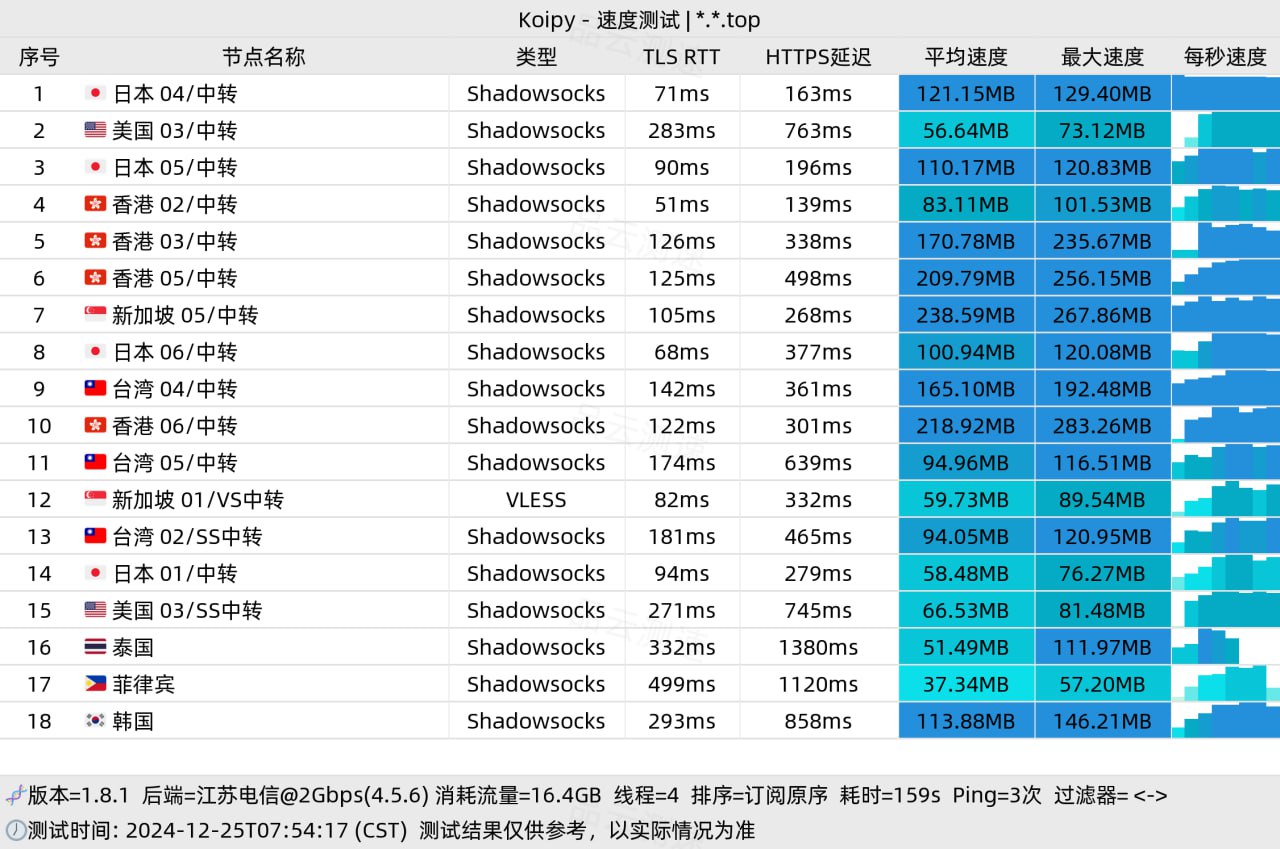 Koipy - 速度测试 | *.*.top
序号 节点名称 类型 TLS RTT HTTPS延迟 平均速度 最大速度 每秒速度
1 日本 04/中转 Shadowsocks 71ms 163ms 121.15MB 129.40MB
2 美国 03/中转 Shadowsocks 283ms 763ms 56.64MB 73.12MB
3 日本 05/中转 Shadowsocks 90ms 196ms 110.17MB 120.83MB
4 香港 02/中转 Shadowsocks 51ms 139ms 83.11MB 101.53MB
5 香港 03/中转 Shadowsocks 126ms 338ms 170.78MB 235.67MB
6 香港 05/中转 Shadowsocks 125ms 498ms 209.79MB 256.15MB
7 新加坡 05/中转 Shadowsocks 105ms 268ms 238.59MB 267.86MB
8 日本 06/中转 Shadowsocks 68ms 377ms 100.94MB 120.08MB
9 台湾 04/中转 Shadowsocks 142ms 361ms 165.10MB 192.48MB
10 香港 06/中转 Shadowsocks 122ms 301ms 218.92MB 283.26MB
11 台湾 05/中转 Shadowsocks 174ms 639ms 94.96MB 116.51MB
12 新加坡 01/VS中转 VLESS 82ms 332ms 59.73MB 89.54MB
13 台湾 02/SS中转 Shadowsocks 181ms 465ms 94.05MB 120.95MB
14 日本 01/中转 Shadowsocks 94ms 279ms 58.48MB 76.27MB
15 美国 03/SS中转 Shadowsocks 271ms 745ms 66.53MB 81.48MB
16 泰国 Shadowsocks 332ms 1380ms 51.49MB 111.97MB
17 菲律宾 Shadowsocks 499ms 1120ms 37.34MB 57.20MB
18 韩国 Shadowsocks 293ms 858ms 113.88MB 146.21MB
版本=1.8.1 后端=江苏电信@2Gbps(4.5.6) 消耗流量=16.4GB 线程=4 排序=订阅原序 耗时=159s Ping=3次 过滤器= <->
测试时间: 2024-12-25T07:54:17 (CST) 测试结果仅供参考，以实际情况为准